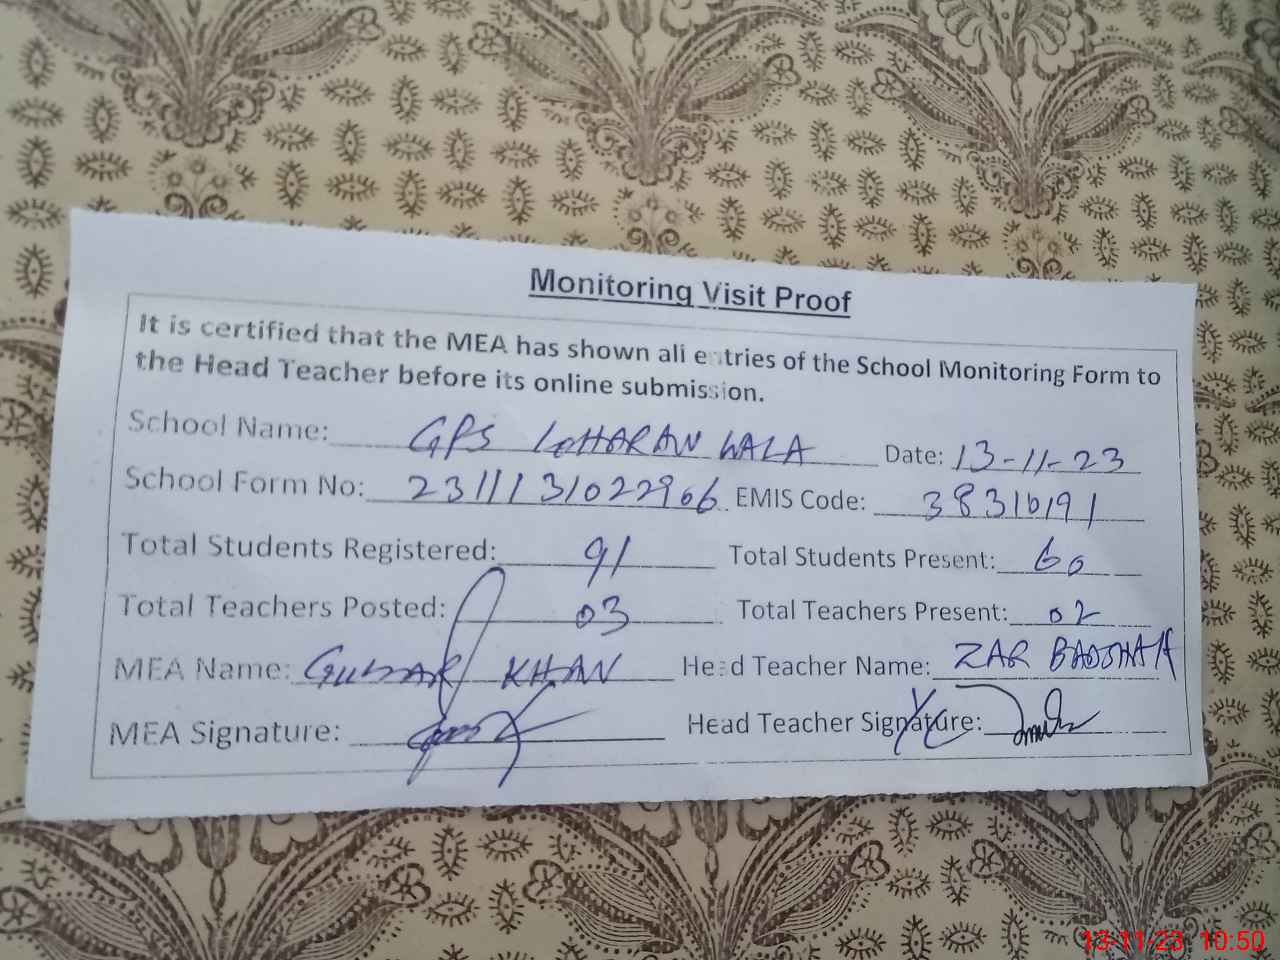 Monitoring Visit Proof
It is certified that the MEA has shown all entries of the School Monitoring Form to
the Head Teacher before its online submission.
School Name: GPS LOHARAN WALA Date: 13-11-23
School Form No: 2311131022966 EMIS Code: 38310191
Total Students Registered: 91 Total Students Present: 60
Total Teachers Posted: 03 Total Teachers Present: 02
MEA Name: KHAN Head Teacher Name: ZAR BADSHAH
MEA Signature: Head Teacher Signature:
13-11-23 10:50